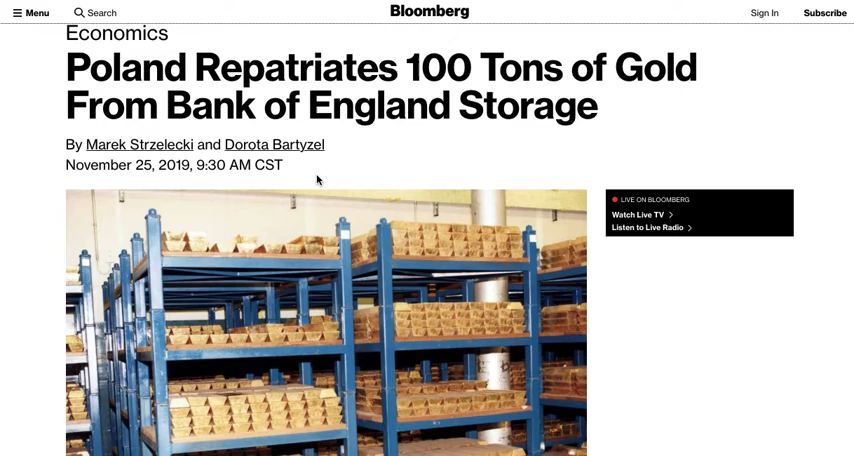 Menu
Search
Bloomberg
Sign In
Subscribe
Economics
Poland Repatriates 100 Tons of Gold
From Bank of England Storage
By Marek Strzelecki and Dorota Bartyzel
November 25, 2019, 9:30 AM CST
LIVE ON BLOOMBERG
Watch Live TV
Listen to Live Radio